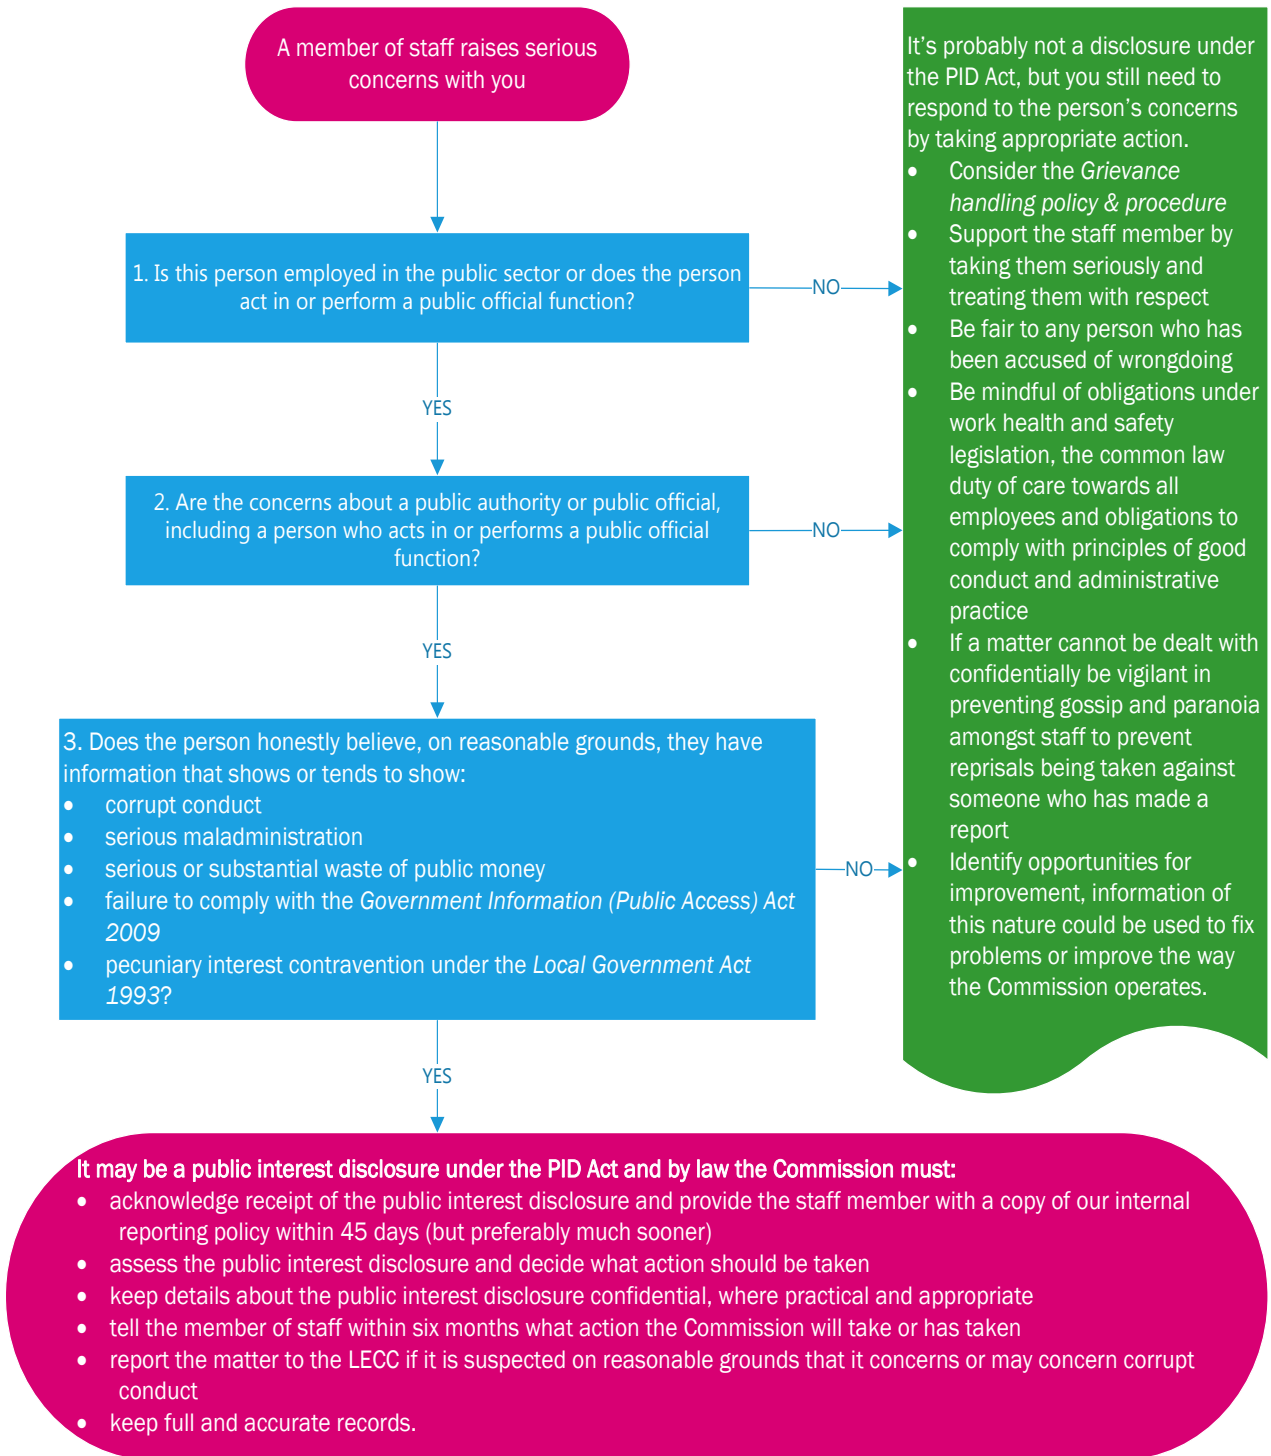 A member of staff raises serious
concerns with you
1. Is this person employed in the public sector or does the person
act in or perform a public official function?
NO
YES
2. Are the concerns about a public authority or public official,
including a person who acts in or performs a public official
function?
NO
YES
3. Does the person honestly believe, on reasonable grounds, they have
information that shows or tends to show:
• corrupt conduct
• serious maladministration
• serious or substantial waste of public money
• failure to comply with the Government Information (Public Access) Act
2009
• pecuniary interest contravention under the Local Government Act
1993?
NO
YES
It’s probably not a disclosure under
the PID Act, but you still need to
respond to the person’s concerns
by taking appropriate action.
• Consider the Grievance
handling policy & procedure
• Support the staff member by
taking them seriously and
treating them with respect
• Be fair to any person who has
been accused of wrongdoing
• Be mindful of obligations under
work health and safety
legislation, the common law
duty of care towards all
employees and obligations to
comply with principles of good
conduct and administrative
practice
• If a matter cannot be dealt with
confidentially be vigilant in
preventing gossip and paranoia
amongst staff to prevent
reprisals being taken against
someone who has made a
report
• Identify opportunities for
improvement, information of
this nature could be used to fix
problems or improve the way
the Commission operates.
It may be a public interest disclosure under the PID Act and by law the Commission must:
• acknowledge receipt of the public interest disclosure and provide the staff member with a copy of our internal
reporting policy within 45 days (but preferably much sooner)
• assess the public interest disclosure and decide what action should be taken
• keep details about the public interest disclosure confidential, where practical and appropriate
• tell the member of staff within six months what action the Commission will take or has taken
• report the matter to the LECC if it is suspected on reasonable grounds that it concerns or may concern corrupt
conduct
• keep full and accurate records.